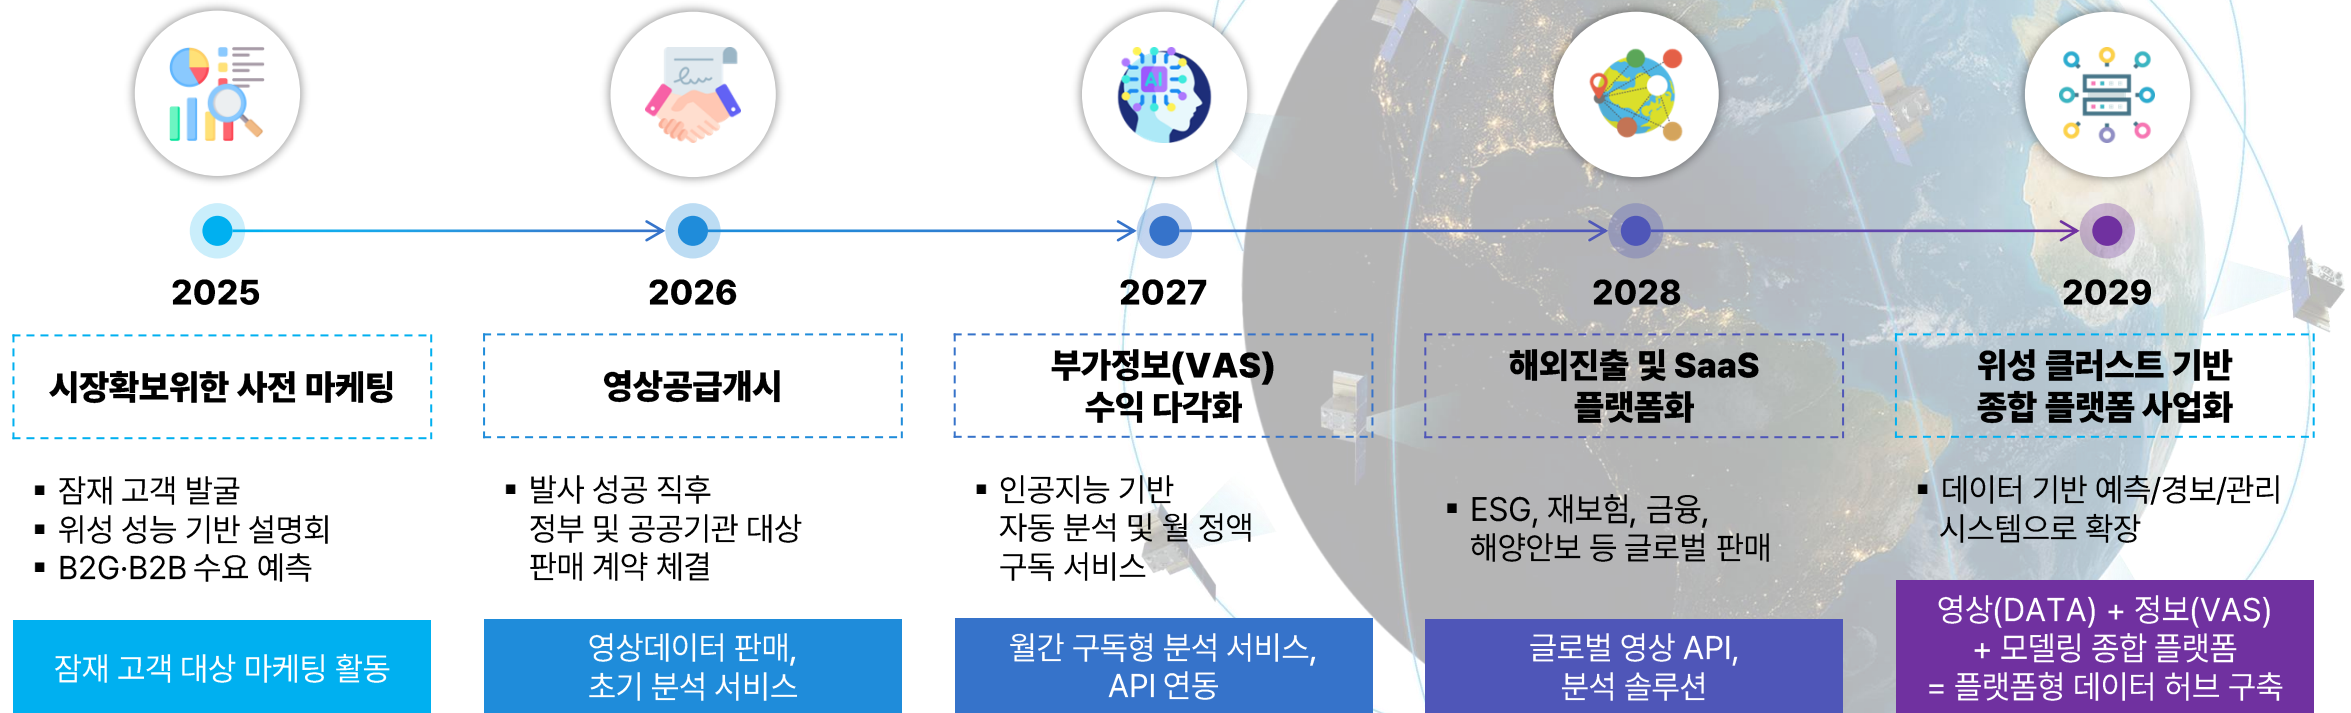 AI
2025
시장확보위한 사전 마케팅
▪ 잠재 고객 발굴
▪ 위성 성능 기반 설명회
▪ B2G·B2B 수요 예측
잠재 고객 대상 마케팅 활동
2026
영상공급개시
▪ 발사 성공 직후
정부 및 공공기관 대상
판매 계약 체결
영상데이터 판매,
초기 분석 서비스
2027
부가정보(VAS)
수익 다각화
▪ 인공지능 기반
자동 분석 및 월 정액
구독 서비스
월간 구독형 분석 서비스,
API 연동
2028
해외진출 및 SaaS
플랫폼화
▪ ESG, 재보험, 금융,
해양안보 등 글로벌 판매
글로벌 영상 API,
분석 솔루션
2029
위성 클러스트 기반
종합 플랫폼 사업화
▪ 데이터 기반 예측/경보/관리
시스템으로 확장
영상(DATA) + 정보(VAS)
+ 모델링 종합 플랫폼
= 플랫폼형 데이터 허브 구축